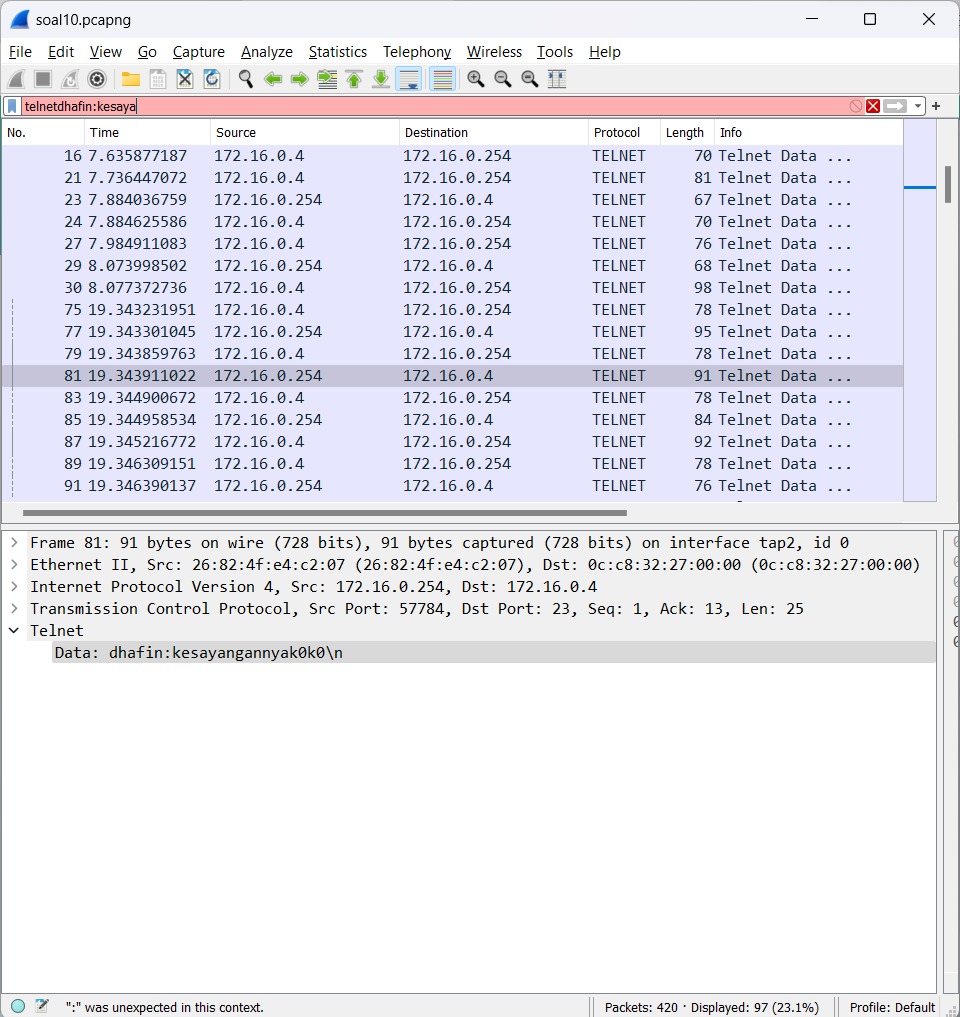 soal10.pcapng
File Edit View Go Capture Analyze Statistics Telephony Wireless Tools Help
telnetdhafin:kesaya
No. Time Source Destination Protocol Length Info
16 7.635877187 172.16.0.4 172.16.0.254 TELNET 70 Telnet Data ...
21 7.736447072 172.16.0.4 172.16.0.254 TELNET 81 Telnet Data ...
23 7.884036759 172.16.0.254 172.16.0.4 TELNET 67 Telnet Data ...
24 7.884625586 172.16.0.4 172.16.0.254 TELNET 70 Telnet Data ...
27 7.984911083 172.16.0.4 172.16.0.254 TELNET 76 Telnet Data ...
29 8.073998502 172.16.0.254 172.16.0.4 TELNET 68 Telnet Data ...
30 8.077372736 172.16.0.4 172.16.0.254 TELNET 98 Telnet Data ...
75 19.343231951 172.16.0.4 172.16.0.254 TELNET 78 Telnet Data ...
77 19.343301045 172.16.0.254 172.16.0.4 TELNET 95 Telnet Data ...
79 19.343859763 172.16.0.4 172.16.0.254 TELNET 78 Telnet Data ...
81 19.343911022 172.16.0.254 172.16.0.4 TELNET 91 Telnet Data ...
83 19.344900672 172.16.0.4 172.16.0.254 TELNET 78 Telnet Data ...
85 19.344958534 172.16.0.254 172.16.0.4 TELNET 84 Telnet Data ...
87 19.345216772 172.16.0.4 172.16.0.254 TELNET 92 Telnet Data ...
89 19.346309151 172.16.0.4 172.16.0.254 TELNET 78 Telnet Data ...
91 19.346390137 172.16.0.254 172.16.0.4 TELNET 76 Telnet Data ...
Frame 81: 91 bytes on wire (728 bits), 91 bytes captured (728 bits) on interface tap2, id 0
Ethernet II, Src: 26:82:4f:e4:c2:07 (26:82:4f:e4:c2:07), Dst: 0c:c8:32:27:00:00 (0c:c8:32:27:00:00)
Internet Protocol Version 4, Src: 172.16.0.254, Dst: 172.16.0.4
Transmission Control Protocol, Src Port: 57784, Dst Port: 23, Seq: 1, Ack: 13, Len: 25
Telnet
Data: dhafin:kesayangannyak0k0\n
":" was unexpected in this context.
Packets: 420 · Displayed: 97 (23.1%)
Profile: Default